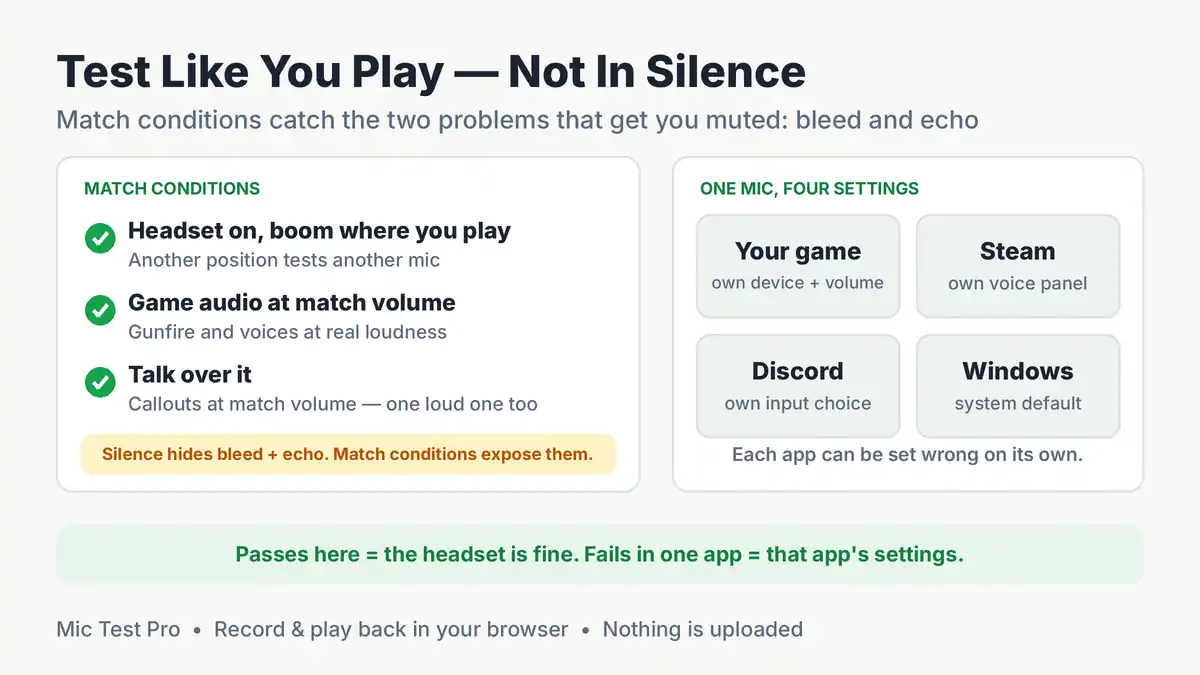 Test Like You Play — Not In Silence
Match conditions catch the two problems that get you muted: bleed and echo
MATCH CONDITIONS
Headset on, boom where you play
Another position tests another mic
Game audio at match volume
Gunfire and voices at real loudness
Talk over it
Callouts at match volume — one loud one too
Silence hides bleed + echo. Match conditions expose them.
ONE MIC, FOUR SETTINGS
Your game
own device + volume
Steam
own voice panel
Discord
own input choice
Windows
system default
Each app can be set wrong on its own.
Passes here = the headset is fine. Fails in one app = that app's settings.
Mic Test Pro • Record & play back in your browser • Nothing is uploaded